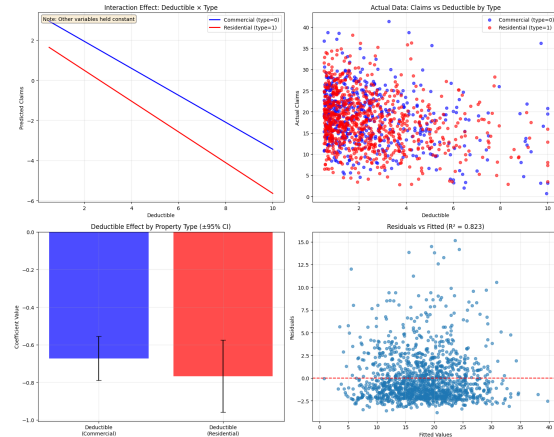 Interaction Effect: Deductible × Type
Note: Other variables held constant
Commercial (type=0)
Residential (type=1)
Predicted Claims
2
0
−2
−4
−6
2
4
6
8
10
Deductible
Actual Data: Claims vs Deductible by Type
Commercial (type=0)
Residential (type=1)
Actual Claims
40
35
30
25
20
15
10
5
0
2
4
6
8
10
Deductible
Deductible Effect by Property Type (±95% CI)
Coefficient Value
0.0
−0.2
−0.4
−0.6
−0.8
−1.0
Deductible
(Commercial)
Deductible
(Residential)
Residuals vs Fitted (R² = 0.823)
Residuals
15.0
12.5
10.0
7.5
5.0
2.5
0.0
−2.5
0
5
10
15
20
25
30
35
40
Fitted Values